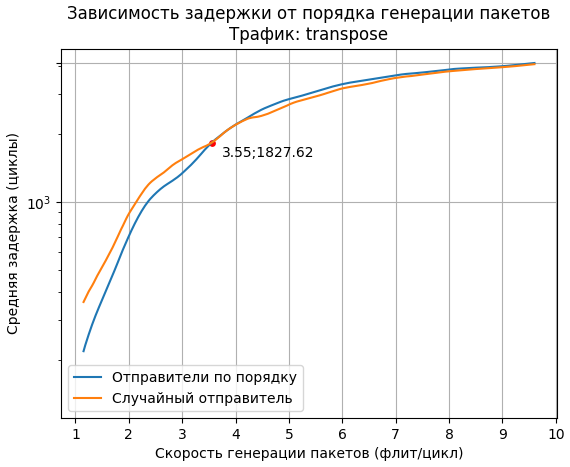 Зависимость задержки от порядка генерации пакетов
Трафик: transpose
Средняя задержка (циклы)
10³
3.55;1827.62
Отправители по порядку
Случайный отправитель
1 2 3 4 5 6 7 8 9 10
Скорость генерации пакетов (флит/цикл)